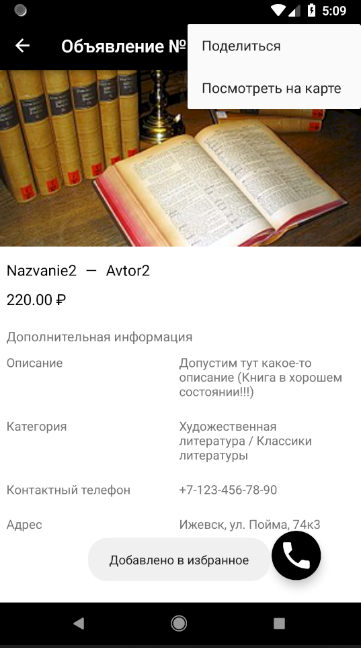 5:09
Объявление №
Поделиться
Посмотреть на карте
Nazvanie2 — Avtor2
220.00 ₽
Дополнительная информация
Описание
Допустим тут какое-то
описание (Книга в хорошем
состоянии!!!)
Категория
Художественная
литература / Классики
литературы
Контактный телефон
+7-123-456-78-90
Адрес
Ижевск, ул. Пойма, 74к3
Добавлено в избранное